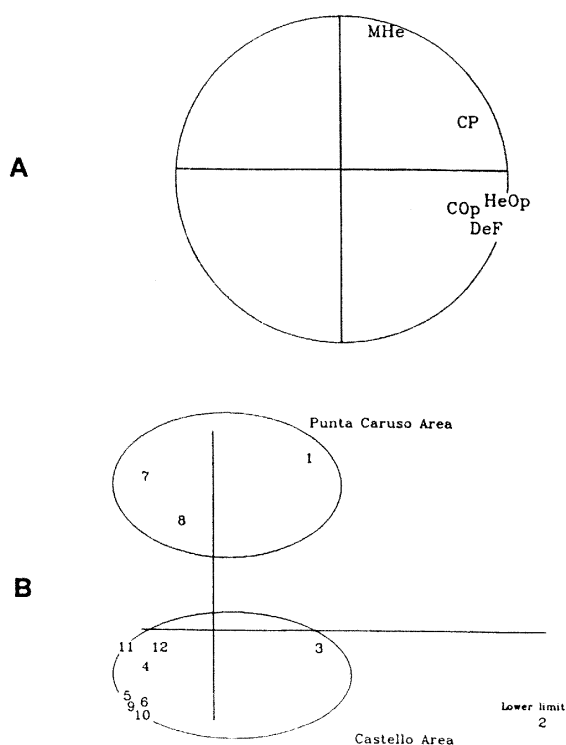 A
MHe
CP
HeOp
COp
DeF
B
Punta Caruso Area
1
7
8
11 12 3
4
5
6
9
10
Lower limit
2
Castello Area